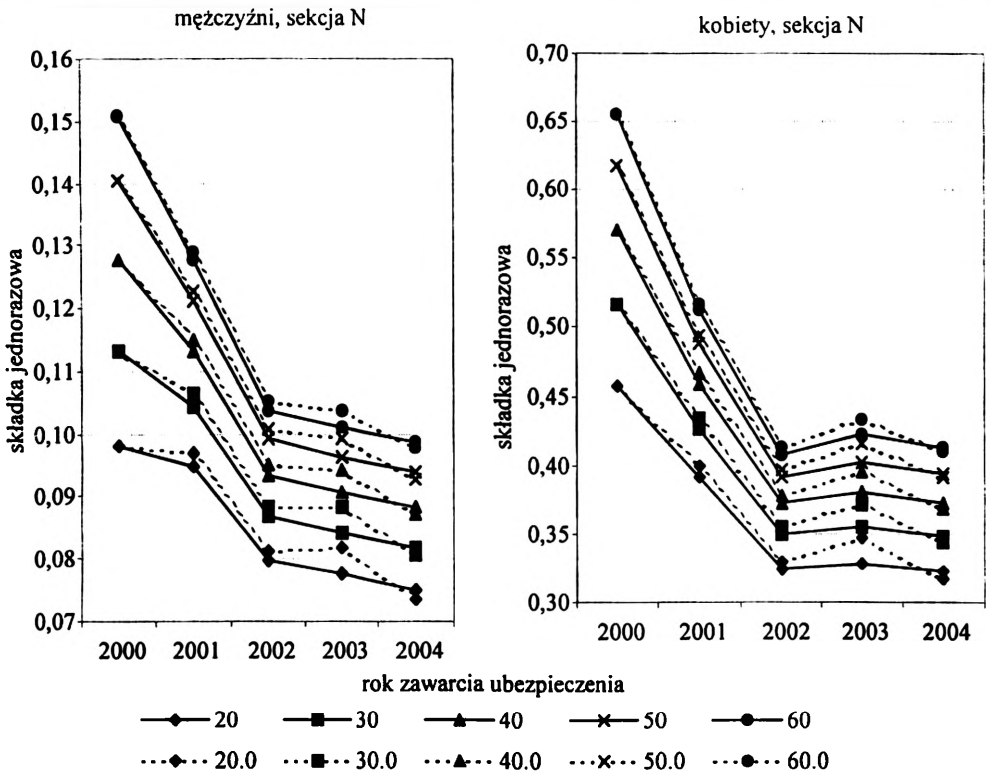 mężczyźni, sekcja N
kobiety, sekcja N
składka jednorazowa
0,16
0,15
0,14
0,13
0,12
0,11
0,10
0,09
0,08
0,07
2000 2001 2002 2003 2004
składka jednorazowa
0,70
0,65
0,60
0,55
0,50
0,45
0,40
0,35
0,30
2000 2001 2002 2003 2004
rok zawarcia ubezpieczenia
20 30 40 50 60
20.0 30.0 40.0 50.0 60.0